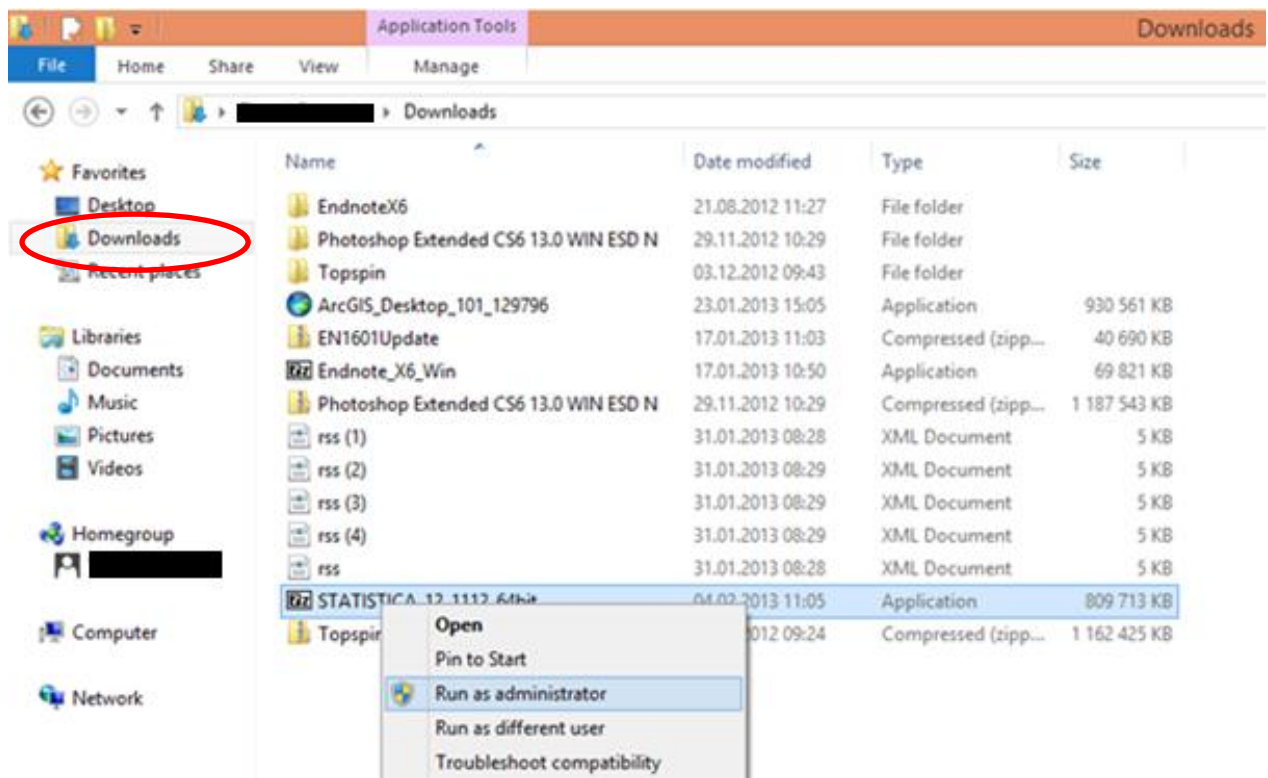 Application Tools Downloads
File Home Share View Manage
Downloads
Name Date modified Type Size
Favorites
Desktop
Downloads
Recent places
Libraries
Documents
Music
Pictures
Videos
Homegroup
Computer
Network
EndnoteX6 21.08.2012 11:27 File folder
Photoshop Extended CS6 13.0 WIN ESD N 29.11.2012 10:29 File folder
Topspin 03.12.2012 09:43 File folder
ArcGIS_Desktop_101_129796 23.01.2013 15:05 Application 930 561 KB
EN1601Update 17.01.2013 11:03 Compressed (zipp... 40 690 KB
Endnote_X6_Win 17.01.2013 10:50 Application 69 821 KB
Photoshop Extended CS6 13.0 WIN ESD N 29.11.2012 10:29 Compressed (zipp... 1 187 543 KB
rss (1) 31.01.2013 08:28 XML Document 5 KB
rss (2) 31.01.2013 08:29 XML Document 5 KB
rss (3) 31.01.2013 08:29 XML Document 5 KB
rss (4) 31.01.2013 08:29 XML Document 5 KB
rss 31.01.2013 08:28 XML Document 5 KB
STATISTICA_12_1112_64bit 04.02.2013 11:05 Application 809 713 KB
Topspin 012 09:24 Compressed (zipp... 1 162 425 KB
Open
Pin to Start
Run as administrator
Run as different user
Troubleshoot compatibility